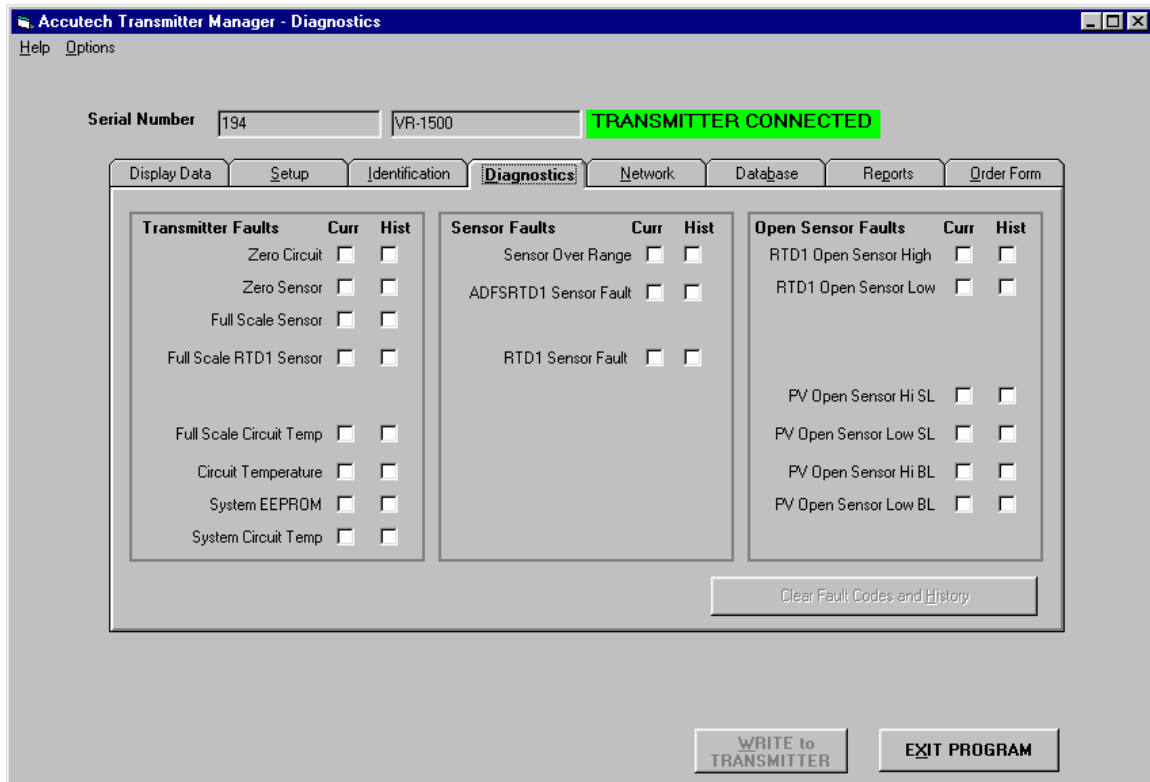 Accutech Transmitter Manager - Diagnostics
Help Options
Serial Number 194 VR-1500 TRANSMITTER CONNECTED
Display Data Setup Identification Diagnostics Network Database Reports Order Form
Transmitter Faults Curr Hist
Zero Circuit
Zero Sensor
Full Scale Sensor
Full Scale RTD1 Sensor
Full Scale Circuit Temp
Circuit Temperature
System EEPROM
System Circuit Temp
Sensor Faults Curr Hist
Sensor Over Range
ADFSRTD1 Sensor Fault
RTD1 Sensor Fault
Open Sensor Faults Curr Hist
RTD1 Open Sensor High
RTD1 Open Sensor Low
PV Open Sensor Hi SL
PV Open Sensor Low SL
PV Open Sensor Hi BL
PV Open Sensor Low BL
Clear Fault Codes and History
WRITE to
TRANSMITTER
EXIT PROGRAM